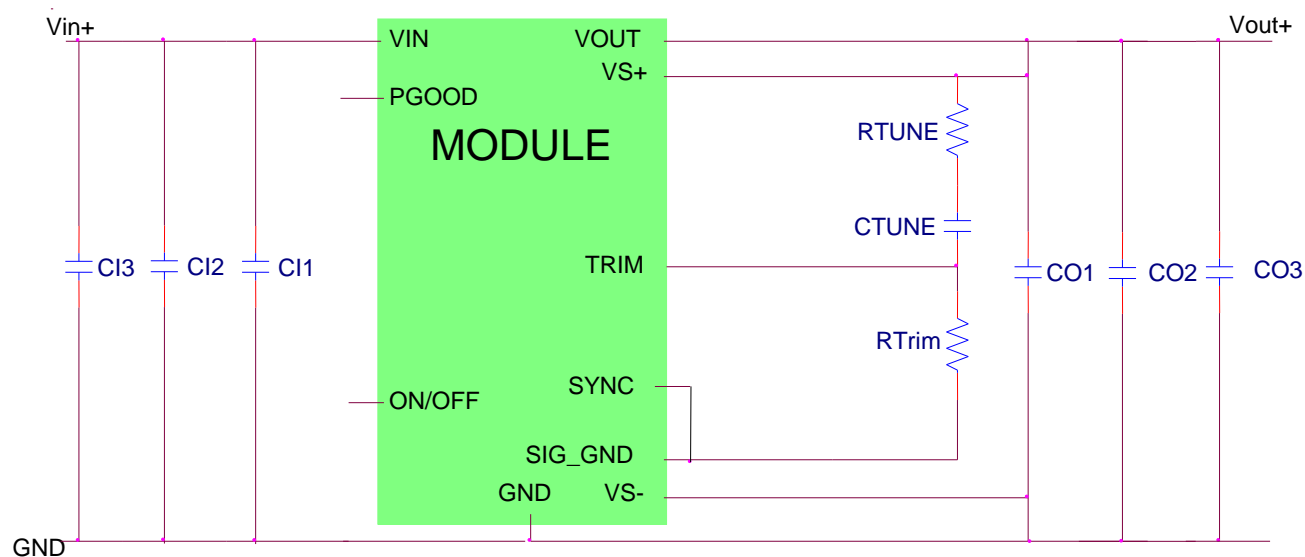 Vin+
Vout+
VIN
VOUT
VS+
PGOOD
MODULE
RTUNE
CTUNE
TRIM
CI3
CI2
CI1
CO1
CO2
CO3
RTrim
SYNC
ON/OFF
SIG_GND
GND
VS-
GND